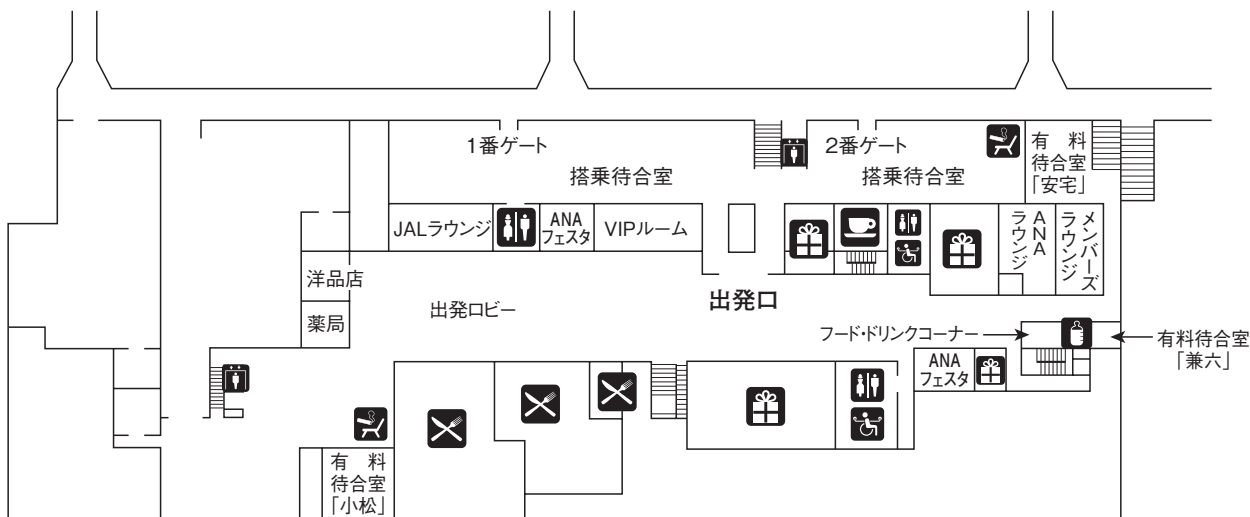 1番ゲート
2番ゲート
有　料
待合室
「安宅」
搭乗待合室
搭乗待合室
JALラウンジ
ANA
フェスタ
VIPルーム
ANA
ラウンジ
メンバーズ
ラウンジ
洋品店
薬局
出発ロビー
出発口
フード・ドリンクコーナー
有料待合室
「兼六」
ANA
フェスタ
有　料
待合室
「小松」